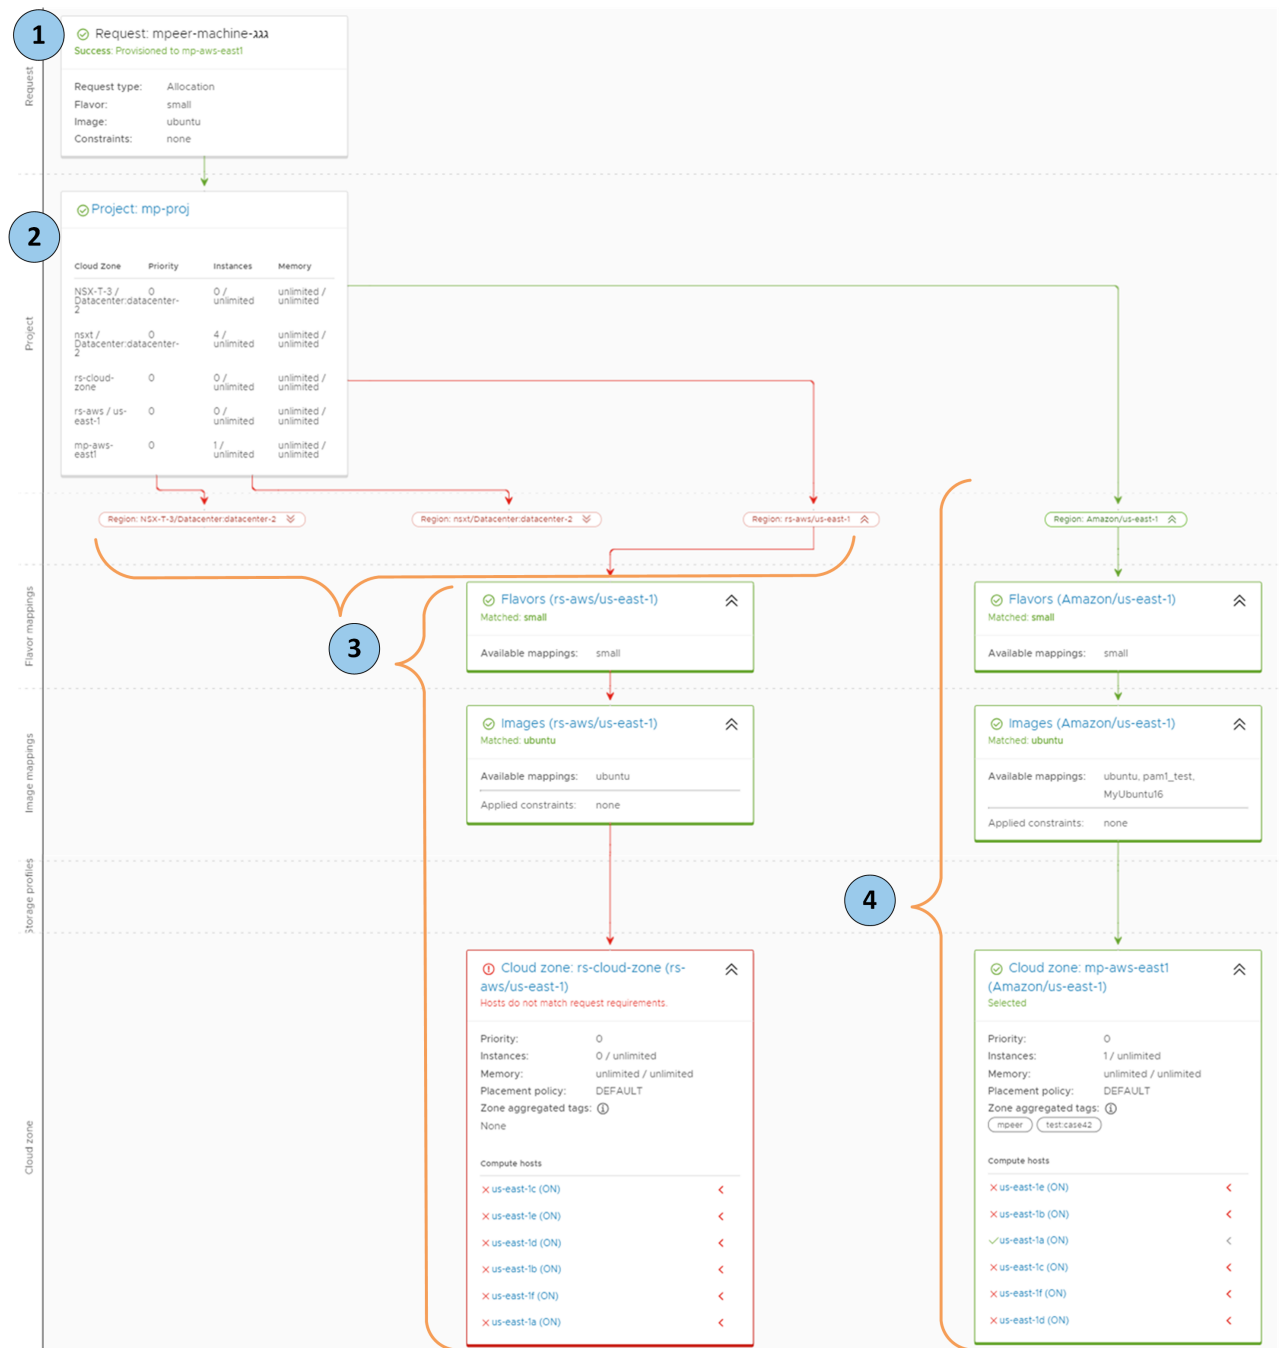 1
Request: mpeer-machine-גגג
Success: Provisioned to mp-aws-east1
Request
Request type: Allocation
Flavor: small
Image: ubuntu
Constraints: none
2
Project: mp-proj
Project
Cloud Zone Priority Instances Memory
NSX-T-3 / 0 0 / unlimited /
Datacenter:datacenter- unlimited unlimited
2
nsxt / 0 4 / unlimited /
Datacenter:datacenter- unlimited unlimited
2
rs-cloud- 0 0 / unlimited /
zone unlimited unlimited
rs-aws / us- 0 0 / unlimited /
east-1 unlimited unlimited
mp-aws- 0 1 / unlimited /
east1 unlimited unlimited
Region: NSX-T-3/Datacenter:datacenter-2
Region: nsxt/Datacenter:datacenter-2
Region: rs-aws/us-east-1
Region: Amazon/us-east-1
3
Flavor mappings
Flavors (rs-aws/us-east-1)
Matched: small
Available mappings: small
Image mappings
Images (rs-aws/us-east-1)
Matched: ubuntu
Available mappings: ubuntu
Applied constraints: none
Storage profiles
Cloud zone
Cloud zone: rs-cloud-zone (rs-
aws/us-east-1)
Hosts do not match request requirements.
Priority: 0
Instances: 0 / unlimited
Memory: unlimited / unlimited
Placement policy: DEFAULT
Zone aggregated tags:
None
Compute hosts
us-east-1c (ON)
us-east-1e (ON)
us-east-1d (ON)
us-east-1b (ON)
us-east-1f (ON)
us-east-1a (ON)
4
Flavors (Amazon/us-east-1)
Matched: small
Available mappings: small
Images (Amazon/us-east-1)
Matched: ubuntu
Available mappings: ubuntu, pam1_test,
MyUbuntu16
Applied constraints: none
Cloud zone: mp-aws-east1
(Amazon/us-east-1)
Selected
Priority: 0
Instances: 1 / unlimited
Memory: unlimited / unlimited
Placement policy: DEFAULT
Zone aggregated tags:
mpeer test:case42
Compute hosts
us-east-1e (ON)
us-east-1b (ON)
us-east-1a (ON)
us-east-1c (ON)
us-east-1f (ON)
us-east-1d (ON)